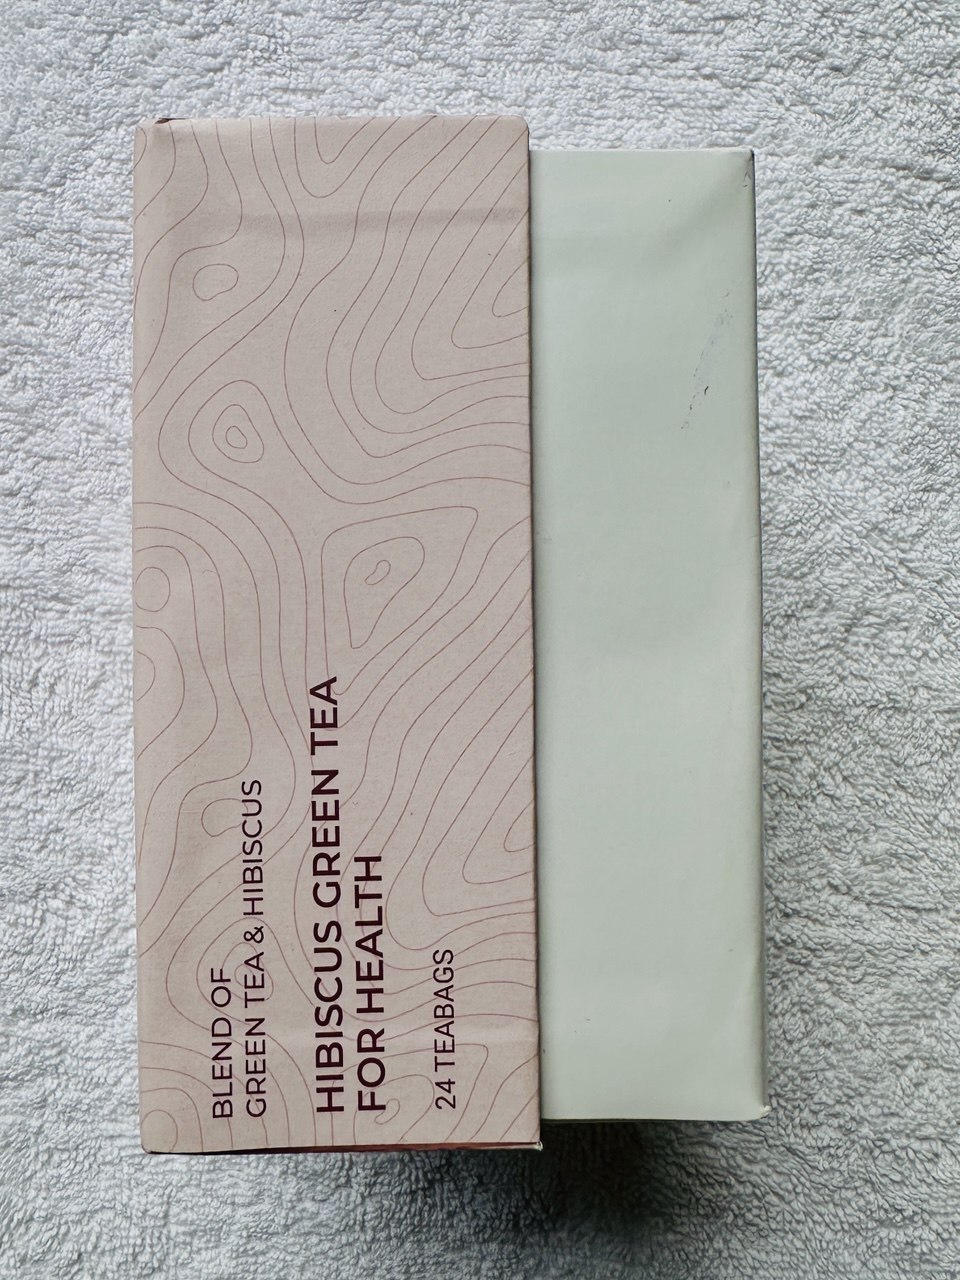 BLEND OF
GREEN TEA & HIBISCUS
HIBISCUS GREEN TEA
FOR HEALTH
24 TEABAGS